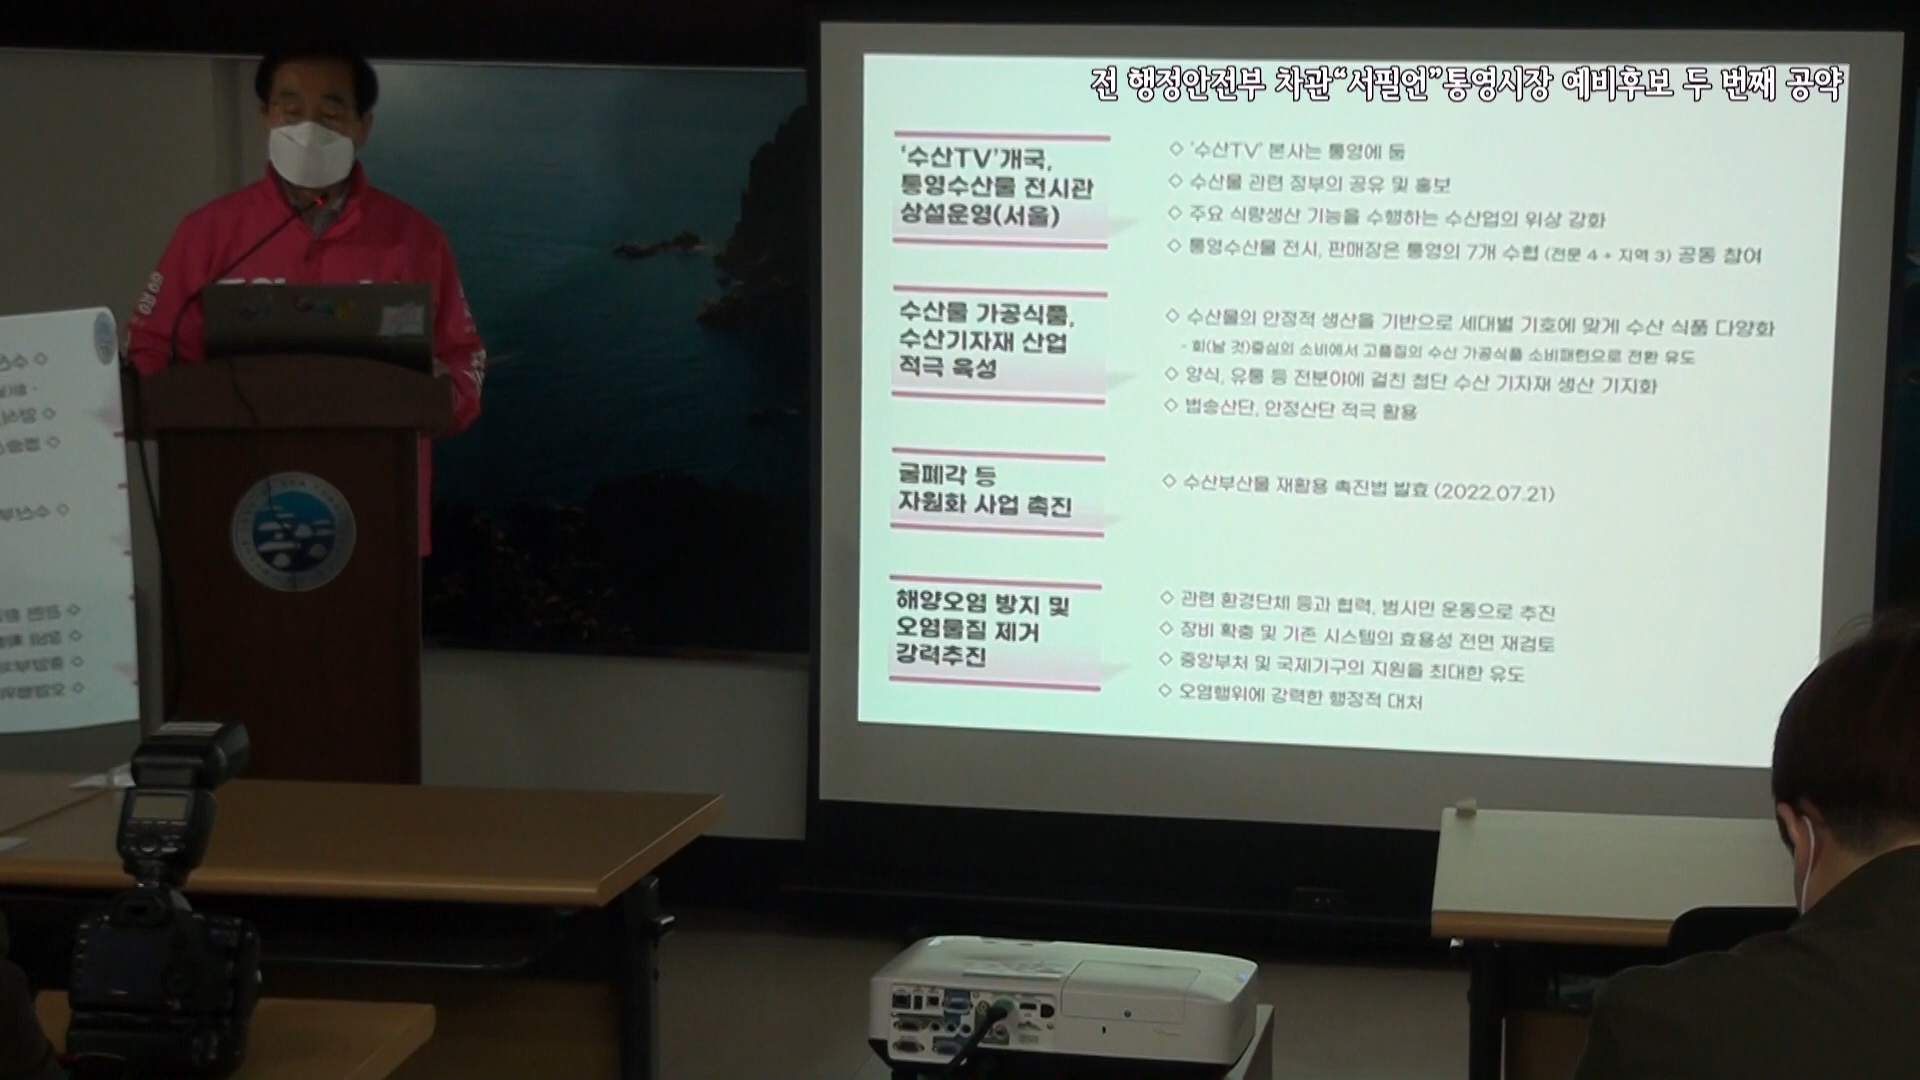 전 행정안전부 차관“서필언”통영시장 예비후보 두 번째 공약
‘수산TV’개국,
통영수산물 전시관
상설운영(서울)
◇ ‘수산TV’ 본사는 통영에 둠
◇ 수산물 관련 정부의 공유 및 홍보
◇ 주요 식량생산 기능을 수행하는 수산업의 위상 강화
◇ 통영수산물 전시, 판매장은 통영의 7개 수협 (전문 4 + 지역 3) 공동 참여
수산물 가공식품,
수산기자재 산업
적극 육성
◇ 수산물의 안정적 생산을 기반으로 세대별 기호에 맞게 수산 식품 다양화
- 회(날 것)중심의 소비에서 고품질의 수산 가공식품 소비패턴으로 전환 유도
◇ 양식, 유통 등 전분야에 걸친 첨단 수산 기자재 생산 기지화
◇ 법송산단, 안정산단 적극 활용
굴폐각 등
자원화 사업 촉진
◇ 수산부산물 재활용 촉진법 발효 (2022.07.21)
해양오염 방지 및
오염물질 제거
강력추진
◇ 관련 환경단체 등과 협력, 범시민 운동으로 추진
◇ 장비 확충 및 기존 시스템의 효용성 전면 재검토
◇ 중앙부처 및 국제기구의 지원을 최대한 유도
◇ 오염행위에 강력한 행정적 대처